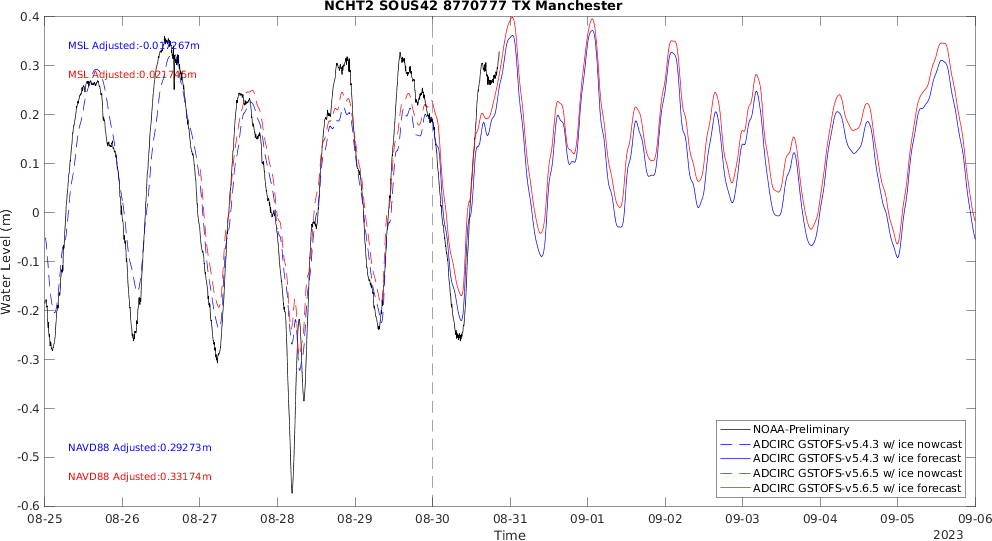 NCHT2 SOUS42 8770777 TX Manchester
MSL Adjusted:-0.017267m
MSL Adjusted:0.021745m
NAVD88 Adjusted:0.29273m
NAVD88 Adjusted:0.33174m
Water Level (m)
0.4
0.3
0.2
0.1
0
-0.1
-0.2
-0.3
-0.4
-0.5
-0.6
NOAA-Preliminary
ADCIRC GSTOFS-v5.4.3 w/ ice nowcast
ADCIRC GSTOFS-v5.4.3 w/ ice forecast
ADCIRC GSTOFS-v5.6.5 w/ ice nowcast
ADCIRC GSTOFS-v5.6.5 w/ ice forecast
08-25 08-26 08-27 08-28 08-29 08-30 08-31 09-01 09-02 09-03 09-04 09-05 09-06
Time
2023